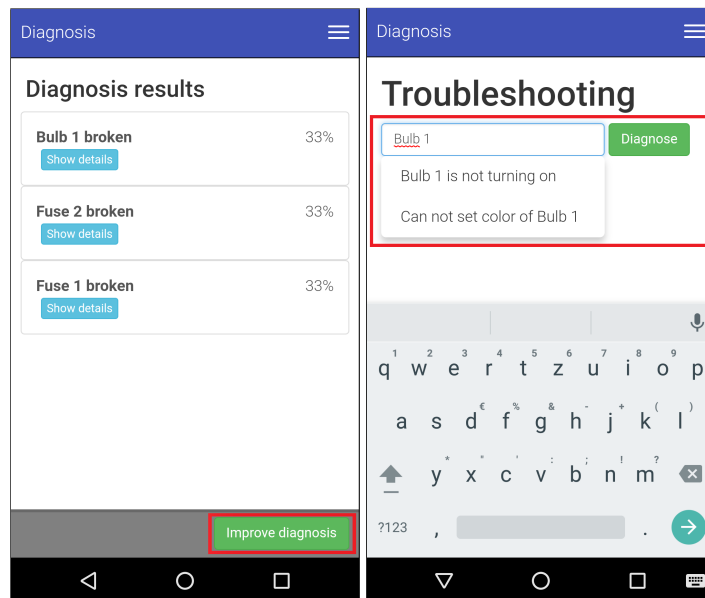 Diagnosis
Diagnosis results
Bulb 1 broken 33%
Show details
Fuse 2 broken 33%
Show details
Fuse 1 broken 33%
Show details
Improve diagnosis
Diagnosis
Troubleshooting
Bulb 1 Diagnose
Bulb 1 is not turning on
Can not set color of Bulb 1
1 2 3 4 5 6 7 8 9
q w e r t z u i o p
€ % & - + ( )
a s d f g h j k l
* " ' : ; ! ?
y x c v b n m
?123 , .